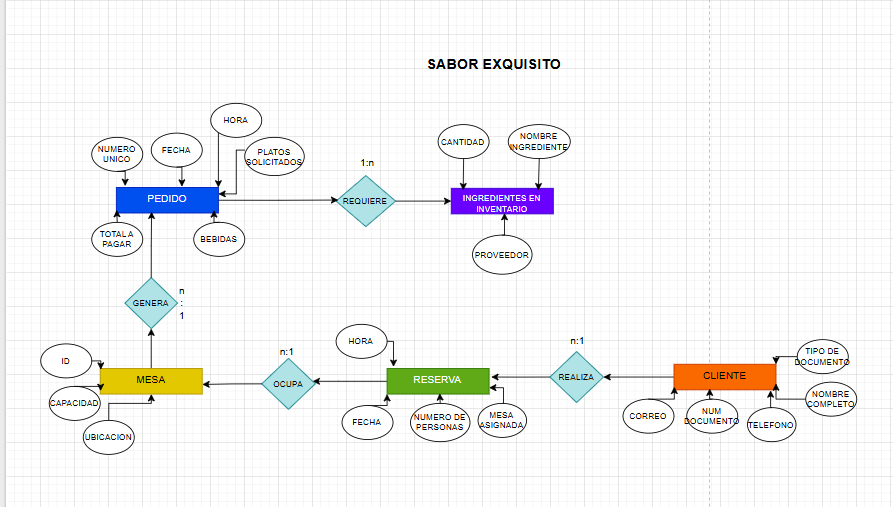 SABOR EXQUISITO
HORA
NUMERO
UNICO
FECHA
PLATOS
SOLICITADOS
CANTIDAD
NOMBRE
INGREDIENTE
1:n
PEDIDO
REQUIERE
INGREDIENTES EN
INVENTARIO
TOTAL A
PAGAR
BEBIDAS
PROVEEDOR
GENERA
n
:
1
HORA
n:1
n:1
ID
MESA
OCUPA
RESERVA
REALIZA
CLIENTE
TIPO DE
DOCUMENTO
CAPACIDAD
UBICACION
FECHA
NUMERO DE
PERSONAS
MESA
ASIGNADA
CORREO
NUM
DOCUMENTO
TELEFONO
NOMBRE
COMPLETO